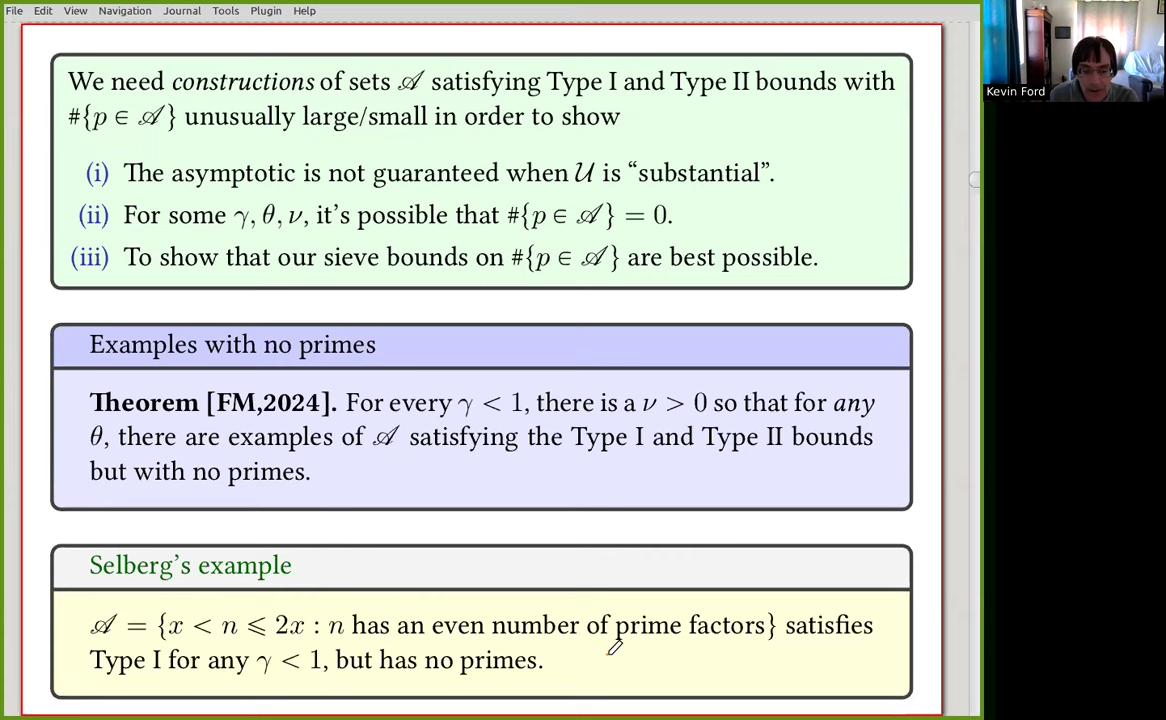 File Edit View Navigation Journal Tools Plugin Help
We need constructions of sets 𝒜 satisfying Type I and Type II bounds with
#{p ∈ 𝒜} unusually large/small in order to show
(i) The asymptotic is not guaranteed when 𝒰 is “substantial”.
(ii) For some γ, θ, ν, it’s possible that #{p ∈ 𝒜} = 0.
(iii) To show that our sieve bounds on #{p ∈ 𝒜} are best possible.
Examples with no primes
Theorem [FM,2024]. For every γ < 1, there is a ν > 0 so that for any
θ, there are examples of 𝒜 satisfying the Type I and Type II bounds
but with no primes.
Selberg’s example
𝒜 = {x < n ⩽ 2x : n has an even number of prime factors} satisfies
Type I for any γ < 1, but has no primes.
Kevin Ford